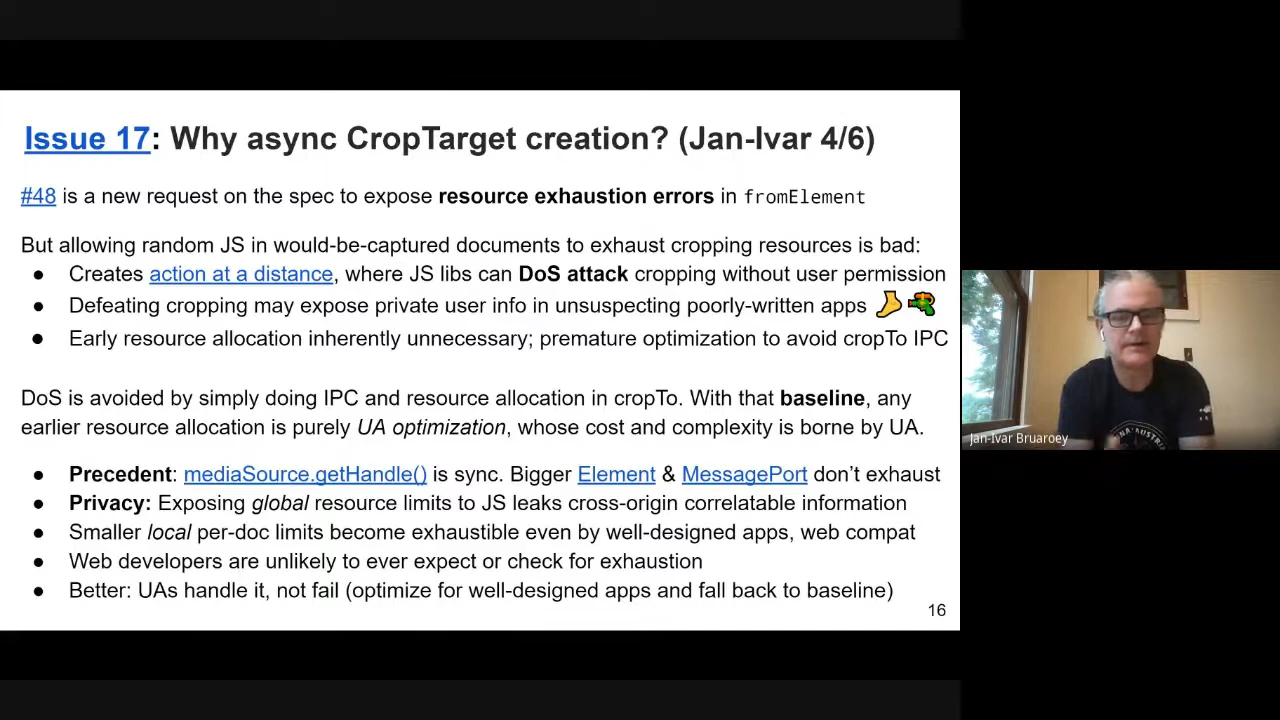 Issue 17: Why async CropTarget creation? (Jan-Ivar 4/6)
#48 is a new request on the spec to expose resource exhaustion errors in fromElement
But allowing random JS in would-be-captured documents to exhaust cropping resources is bad:
● Creates action at a distance, where JS libs can DoS attack cropping without user permission
● Defeating cropping may expose private user info in unsuspecting poorly-written apps 🦶🔫
● Early resource allocation inherently unnecessary; premature optimization to avoid cropTo IPC
DoS is avoided by simply doing IPC and resource allocation in cropTo. With that baseline, any
earlier resource allocation is purely UA optimization, whose cost and complexity is borne by UA.
● Precedent: mediaSource.getHandle() is sync. Bigger Element & MessagePort don’t exhaust
● Privacy: Exposing global resource limits to JS leaks cross-origin correlatable information
● Smaller local per-doc limits become exhaustible even by well-designed apps, web compat
● Web developers are unlikely to ever expect or check for exhaustion
● Better: UAs handle it, not fail (optimize for well-designed apps and fall back to baseline)
16
Jan-Ivar Bruaroey